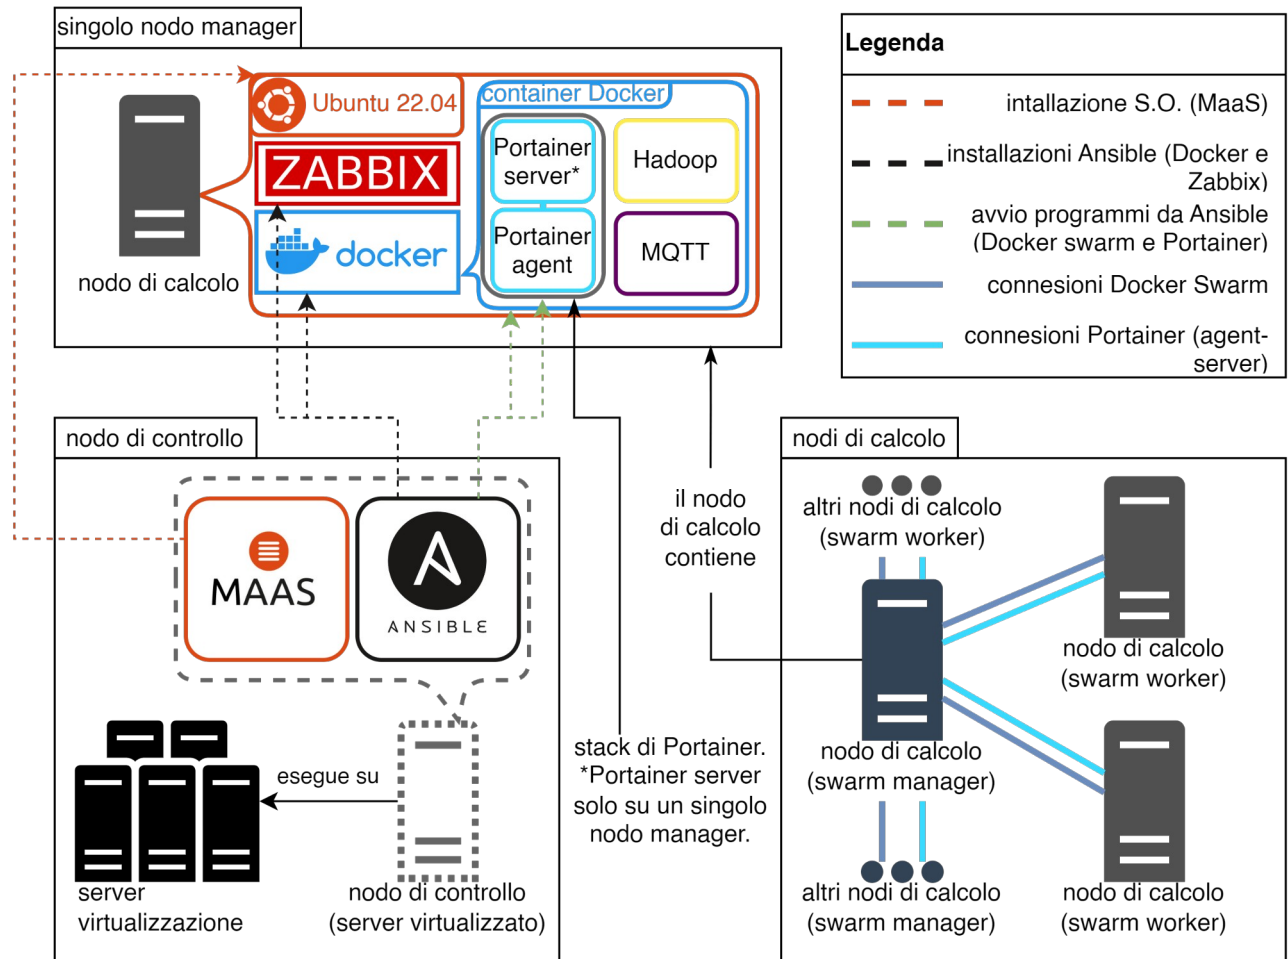 singolo nodo manager
Ubuntu 22.04
ZABBIX
docker
nodo di calcolo
container Docker
Portainer
server*
Portainer
agent
Hadoop
MQTT
Legenda
intallazione S.O. (MaaS)
installazioni Ansible (Docker e
Zabbix)
avvio programmi da Ansible
(Docker swarm e Portainer)
connesioni Docker Swarm
connesioni Portainer (agent-
server)
nodo di controllo
MAAS
ANSIBLE
esegue su
server
virtualizzazione
nodo di controllo
(server virtualizzato)
stack di Portainer.
*Portainer server
solo su un singolo
nodo manager.
il nodo
di calcolo
contiene
nodi di calcolo
altri nodi di calcolo
(swarm worker)
nodo di calcolo
(swarm worker)
nodo di calcolo
(swarm manager)
altri nodi di calcolo
(swarm manager)
nodo di calcolo
(swarm worker)